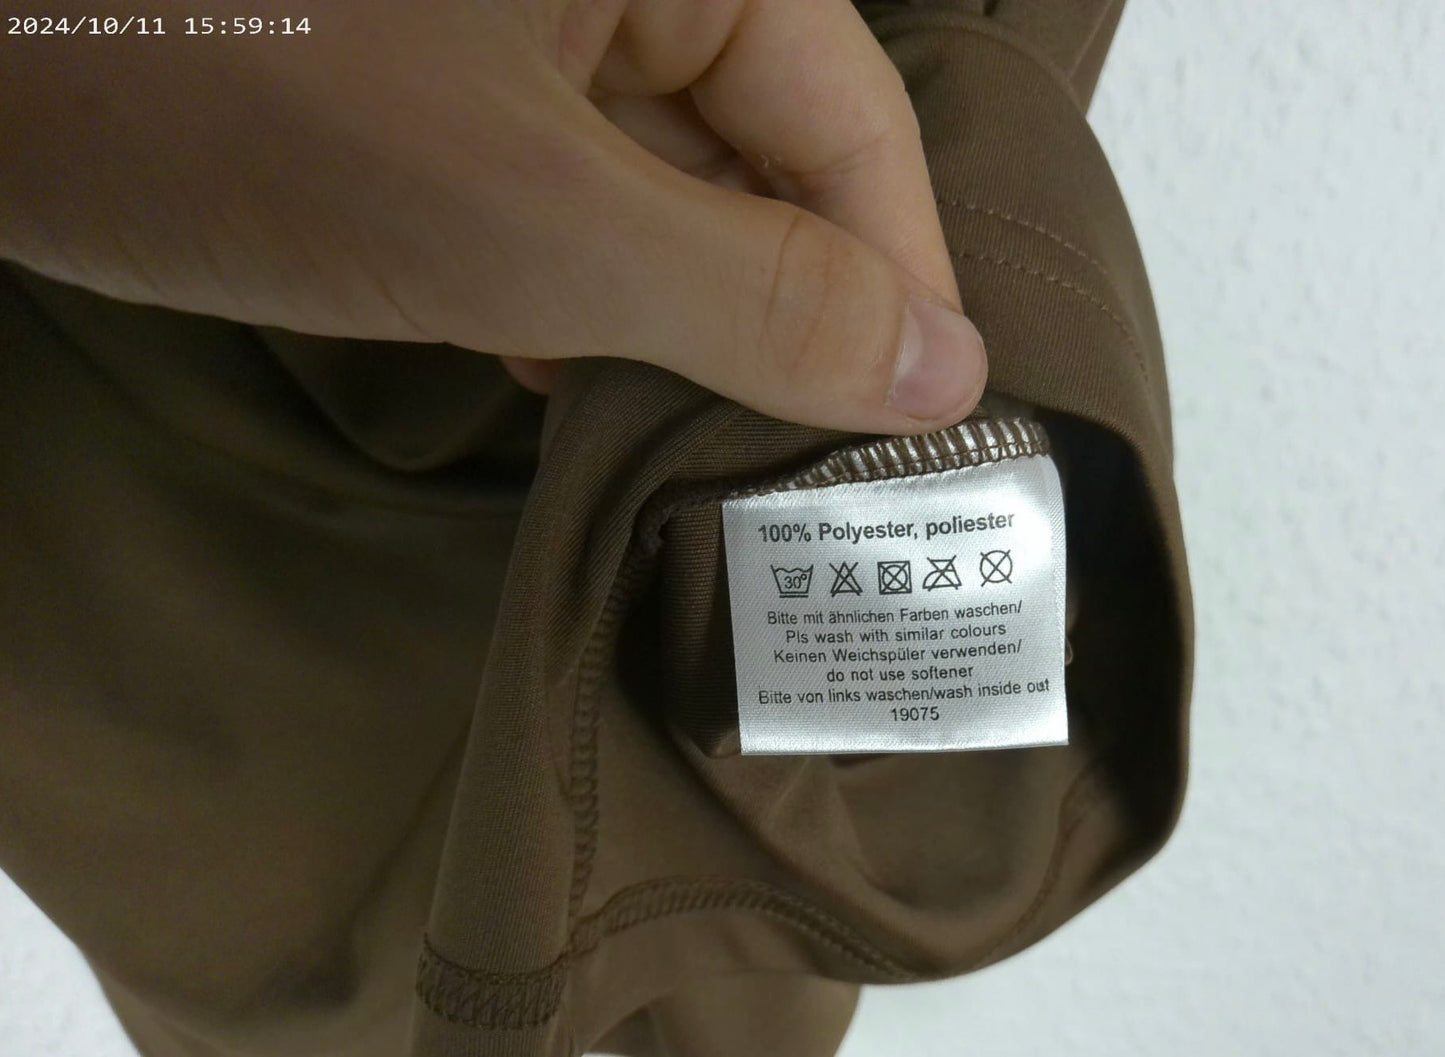 2024/10/11 15:59:14
100% Polyester, poliester
30°
Bitte mit ähnlichen Farben waschen/
Pls wash with similar colours
Keinen Weichspüler verwenden/
do not use softener
Bitte von links waschen/wash inside out
19075